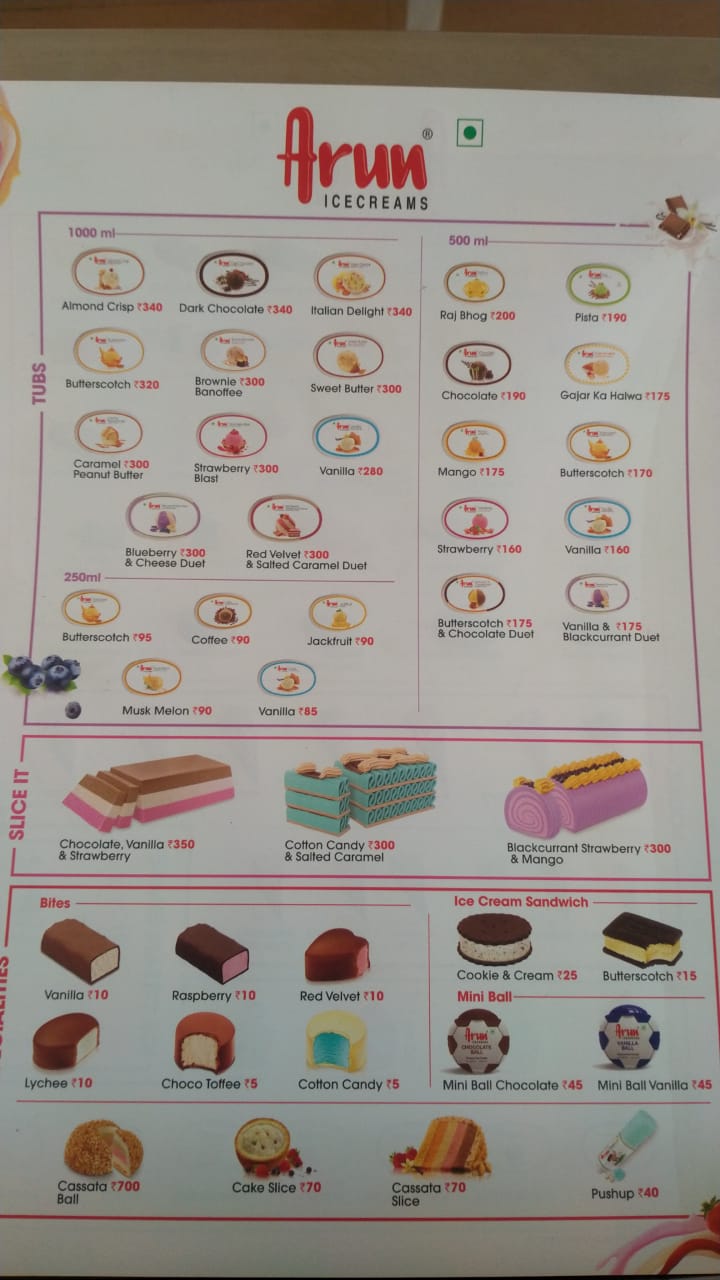 Arun®
ICECREAMS
TUBS
1000 ml
Almond Crisp ₹340
Dark Chocolate ₹340
Italian Delight ₹340
Butterscotch ₹320
Brownie ₹300
Banoffee
Sweet Butter ₹300
Caramel ₹300
Peanut Butter
Strawberry ₹300
Blast
Vanilla ₹280
Blueberry ₹300
& Cheese Duet
Red Velvet ₹300
& Salted Caramel Duet
250ml
Butterscotch ₹95
Coffee ₹90
Jackfruit ₹90
Musk Melon ₹90
Vanilla ₹85
500 ml
Raj Bhog ₹200
Pista ₹190
Chocolate ₹190
Gajar Ka Halwa ₹175
Mango ₹175
Butterscotch ₹170
Strawberry ₹160
Vanilla ₹160
Butterscotch ₹175
& Chocolate Duet
Vanilla & ₹175
Blackcurrant Duet
SLICE IT
Chocolate, Vanilla ₹350
& Strawberry
Cotton Candy ₹300
& Salted Caramel
Blackcurrant Strawberry ₹300
& Mango
Bites
Vanilla ₹10
Raspberry ₹10
Red Velvet ₹10
Lychee ₹10
Choco Toffee ₹5
Cotton Candy ₹5
Ice Cream Sandwich
Cookie & Cream ₹25
Butterscotch ₹15
Mini Ball
Arun
CHOCOLATE
BALL
Arun
VANILLA
BALL
Mini Ball Chocolate ₹45
Mini Ball Vanilla ₹45
Cassata ₹700
Ball
Cake Slice ₹70
Cassata ₹70
Slice
Pushup ₹40